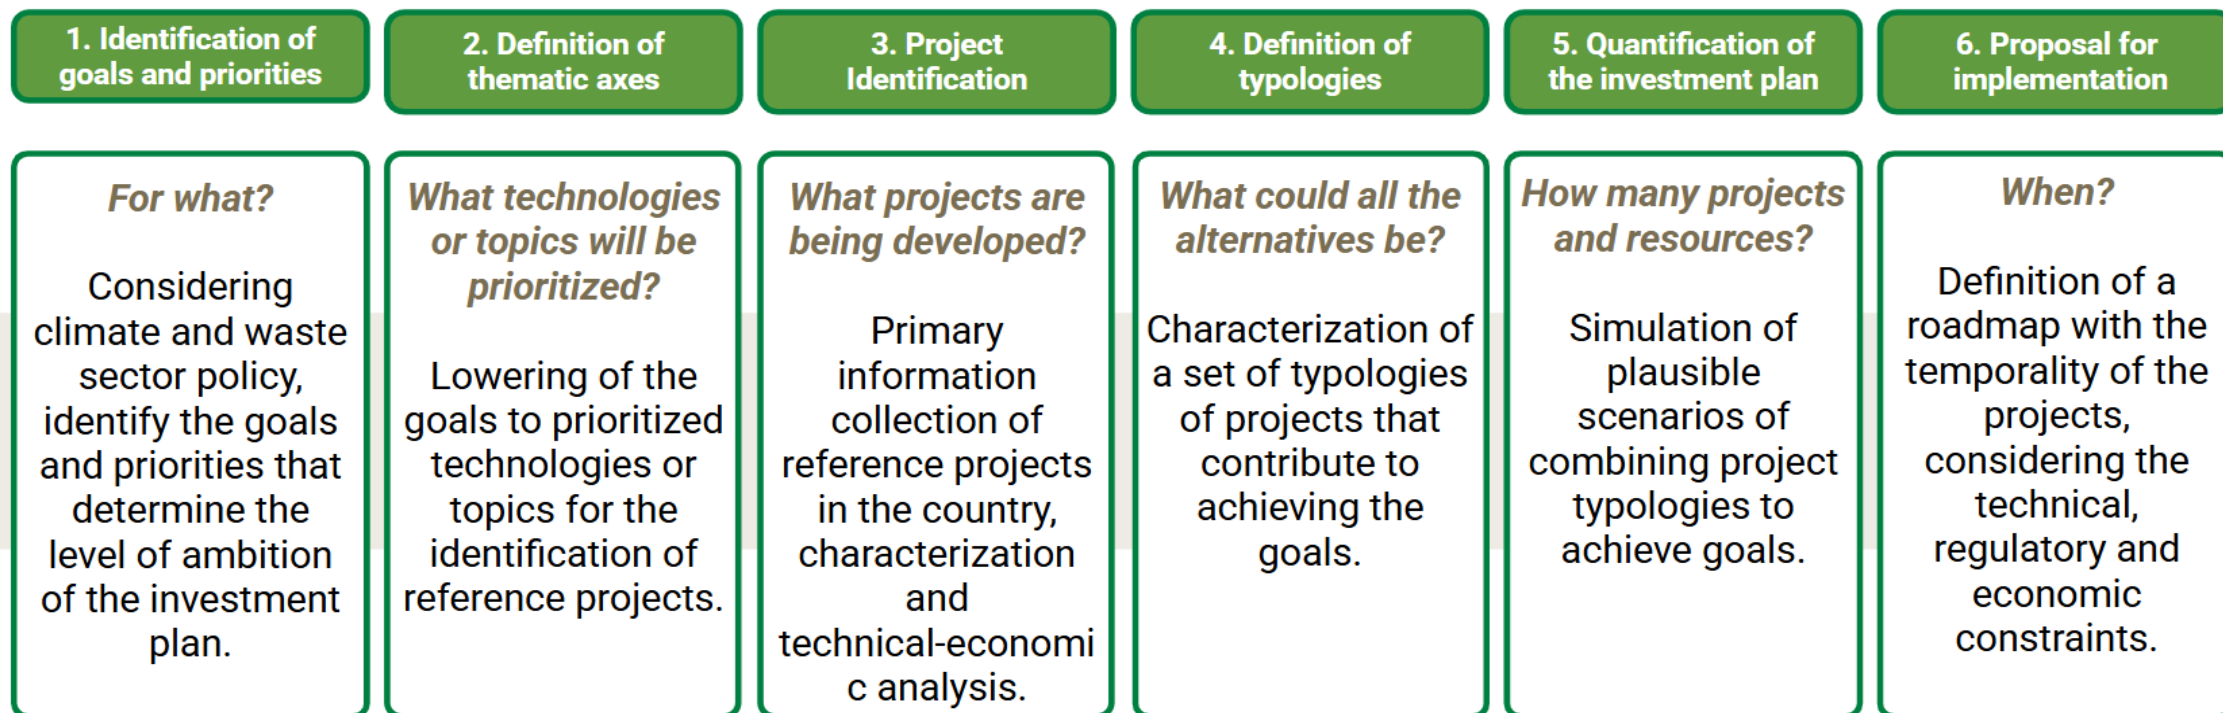 1. Identification of
goals and priorities
2. Definition of
thematic axes
3. Project
Identification
4. Definition of
typologies
5. Quantification of
the investment plan
6. Proposal for
implementation
For what?
Considering
climate and waste
sector policy,
identify the goals
and priorities that
determine the
level of ambition
of the investment
plan.
What technologies
or topics will be
prioritized?
Lowering of the
goals to prioritized
technologies or
topics for the
identification of
reference projects.
What projects are
being developed?
Primary
information
collection of
reference projects
in the country,
characterization
and
technical-economi
c analysis.
What could all the
alternatives be?
Characterization of
a set of typologies
of projects that
contribute to
achieving the
goals.
How many projects
and resources?
Simulation of
plausible
scenarios of
combining project
typologies to
achieve goals.
When?
Definition of a
roadmap with the
temporality of the
projects,
considering the
technical,
regulatory and
economic
constraints.